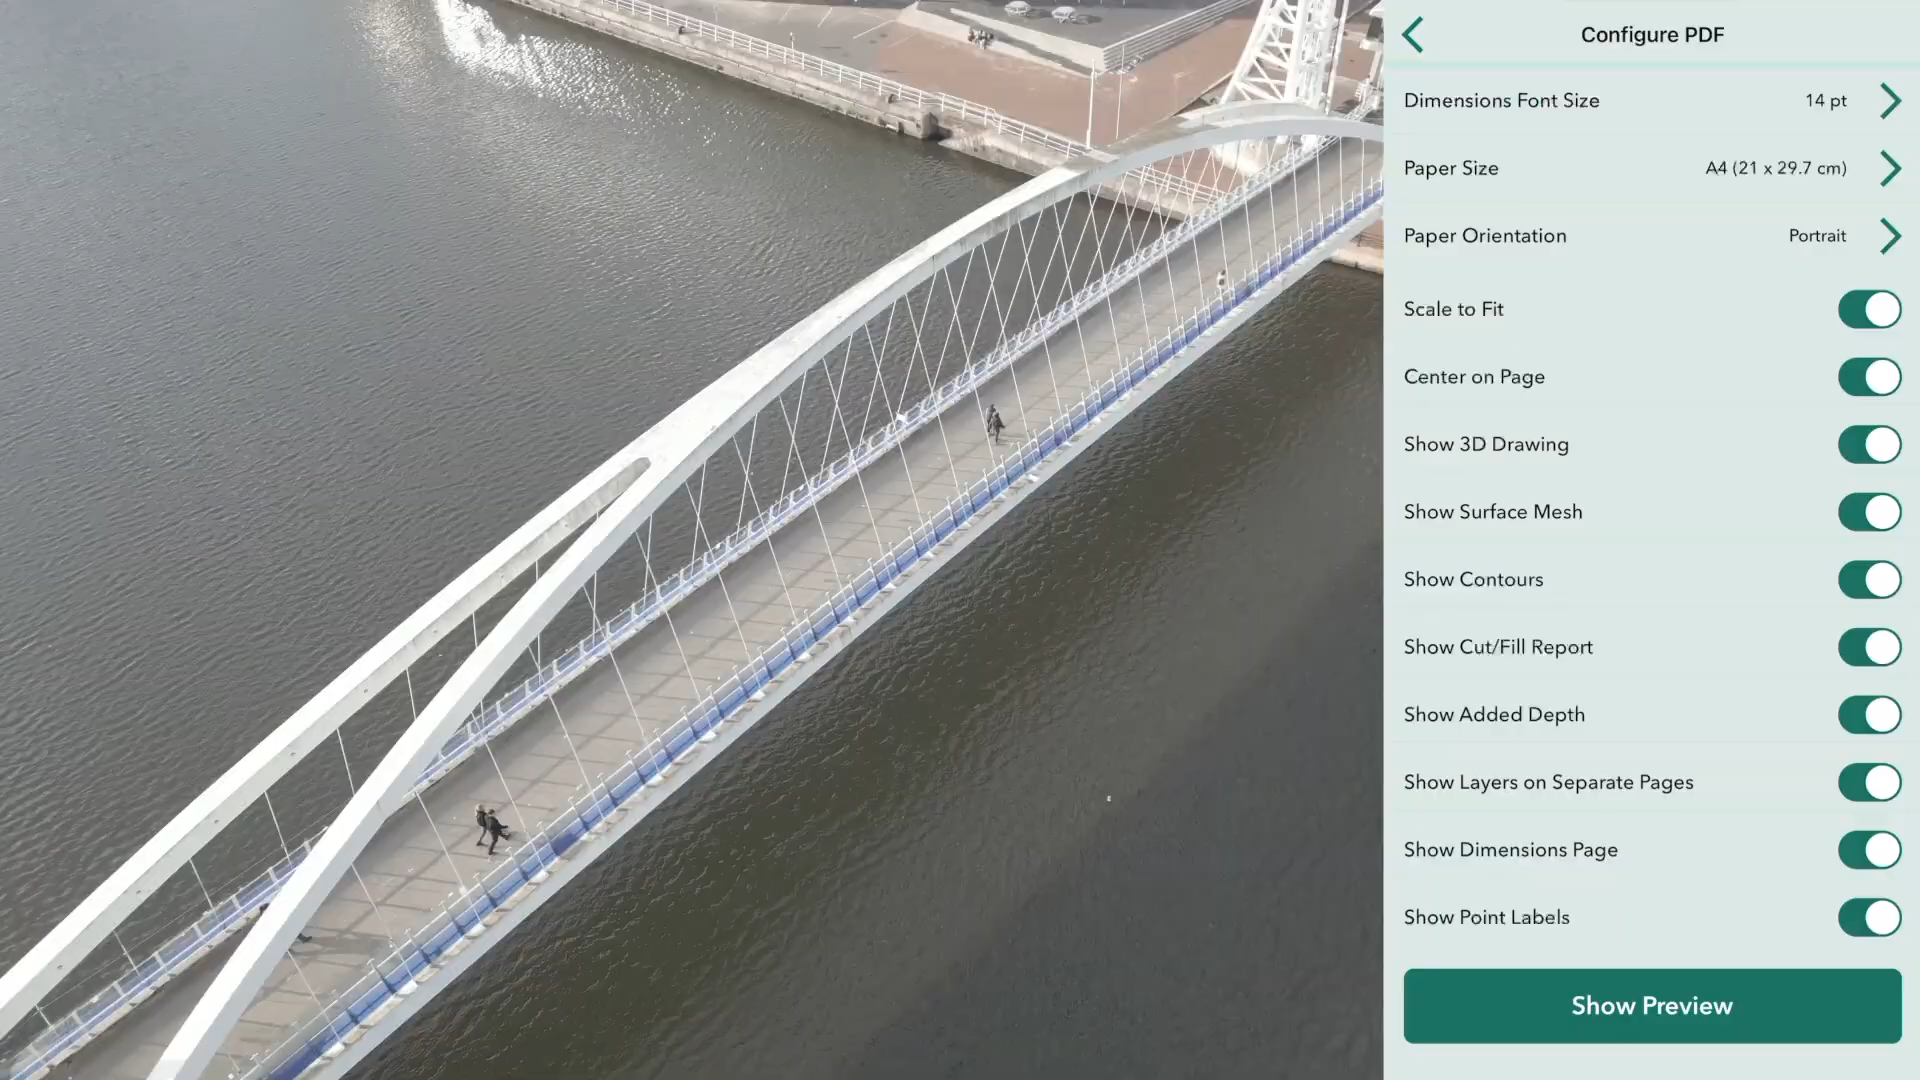 Configure PDF
Dimensions Font Size 14 pt
Paper Size A4 (21 x 29.7 cm)
Paper Orientation Portrait
Scale to Fit
Center on Page
Show 3D Drawing
Show Surface Mesh
Show Contours
Show Cut/Fill Report
Show Added Depth
Show Layers on Separate Pages
Show Dimensions Page
Show Point Labels
Show Preview